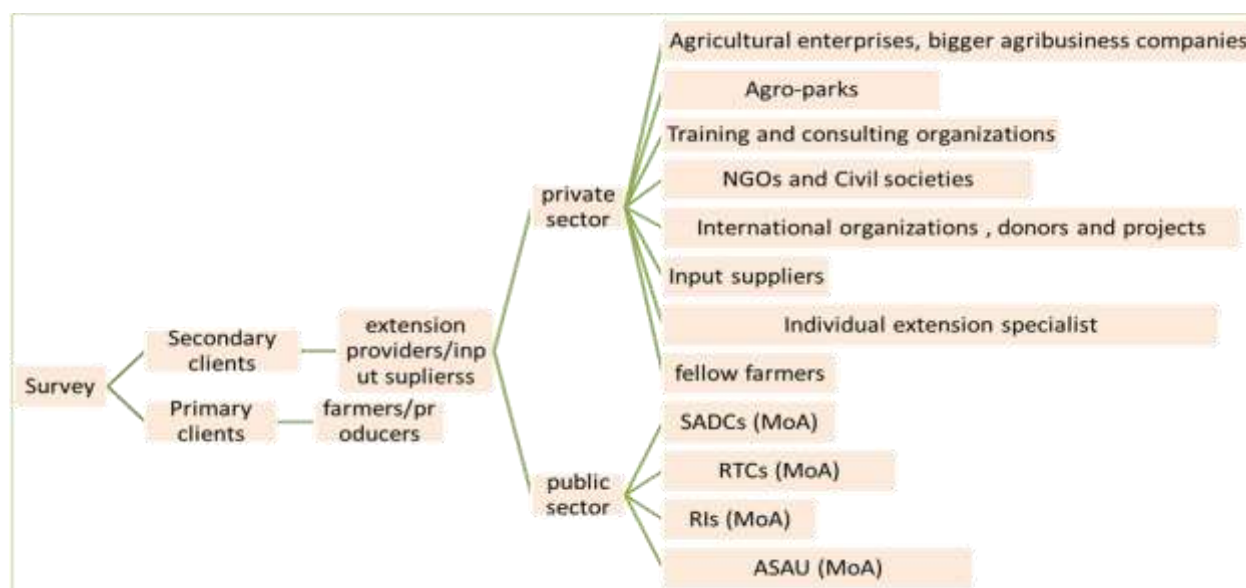 Survey
Secondary
clients
Primary
clients
extension
providers/inp
ut suplierss
farmers/pr
oducers
private
sector
public
sector
Agricultural enterprises, bigger agribusiness companies
Agro-parks
Training and consulting organizations
NGOs and Civil societies
International organizations , donors and projects
Input suppliers
Individual extension specialist
fellow farmers
SADCs (MoA)
RTCs (MoA)
RIs (MoA)
ASAU (MoA)